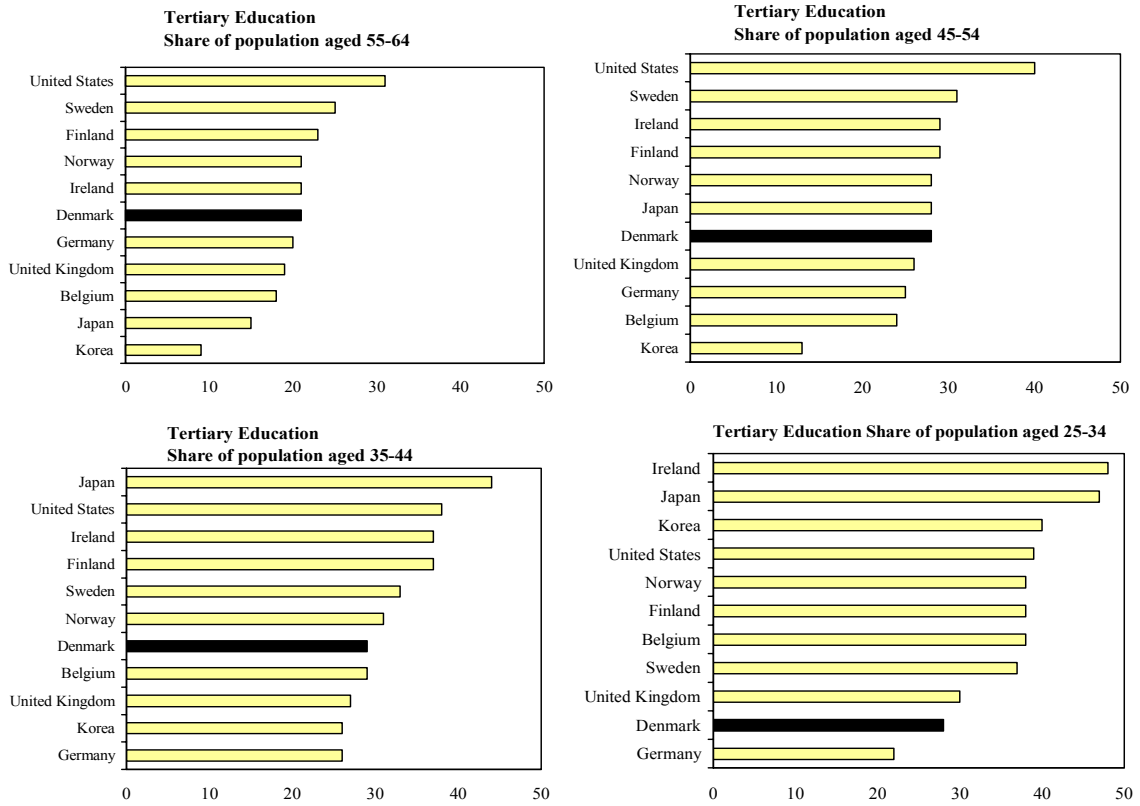 Tertiary Education
Share of population aged 55-64
United States
Sweden
Finland
Norway
Ireland
Denmark
Germany
United Kingdom
Belgium
Japan
Korea
0 10 20 30 40 50
Tertiary Education
Share of population aged 45-54
United States
Sweden
Ireland
Finland
Norway
Japan
Denmark
United Kingdom
Germany
Belgium
Korea
0 10 20 30 40 50
Tertiary Education
Share of population aged 35-44
Japan
United States
Ireland
Finland
Sweden
Norway
Denmark
Belgium
United Kingdom
Korea
Germany
0 10 20 30 40 50
Tertiary Education Share of population aged 25-34
Ireland
Japan
Korea
United States
Norway
Finland
Belgium
Sweden
United Kingdom
Denmark
Germany
0 10 20 30 40 50